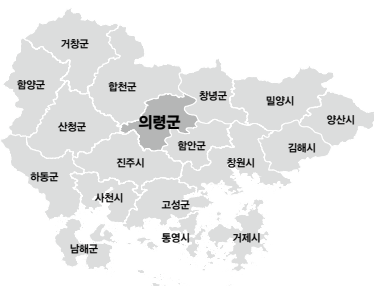 거창군
함양군
합천군
창녕군
밀양시
양산시
산청군
의령군
함안군
김해시
진주시
창원시
하동군
사천시
고성군
통영시
거제시
남해군